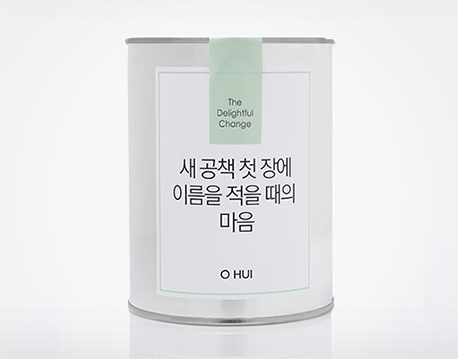 The
Delightful
Change
새 공책 첫 장에
이름을 적을 때의
마음
O HUI